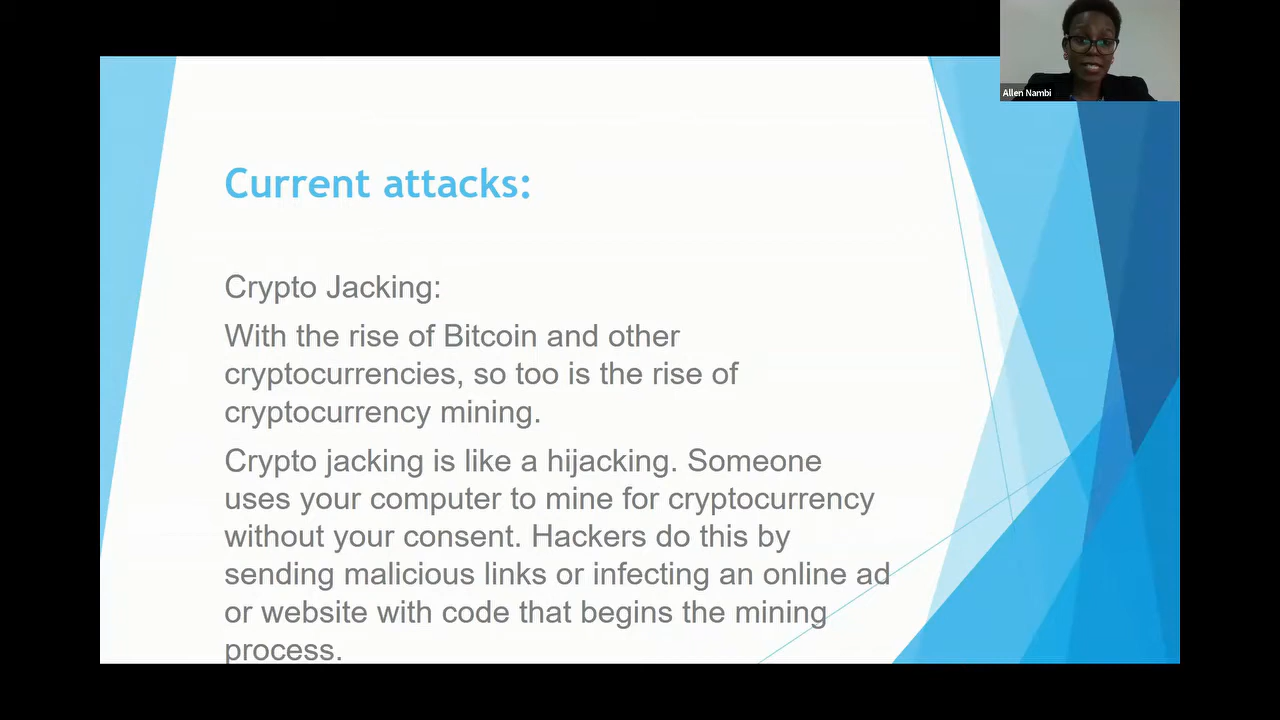 Allen Nambi
Current attacks:
Crypto Jacking:
With the rise of Bitcoin and other
cryptocurrencies, so too is the rise of
cryptocurrency mining.
Crypto jacking is like a hijacking. Someone
uses your computer to mine for cryptocurrency
without your consent. Hackers do this by
sending malicious links or infecting an online ad
or website with code that begins the mining
process.